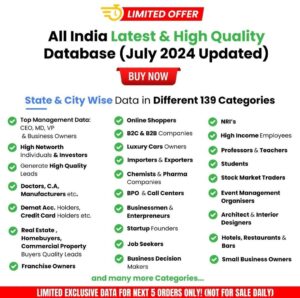 LIMITED OFFER
All India Latest & High Quality
Database (July 2024 Updated)
BUY NOW
State & City Wise Data in Different 139 Categories
Top Management Data:
CEO, MD, VP
& Business Owners
High Networth
Individuals & Investors
Generate High Quality
Leads
Doctors, C.A,
Manufacturers etc.
Demat Acc. Holders,
Credit Card Holders etc.
Real Estate ,
Homebuyers,
Commercial Property
Buyers Quality Leads
Franchise Owners
Online Shoppers
B2C & B2B Companies
Luxury Cars Owners
Importers & Exporters
Chemists & Pharma
Companies
BPO & Call Centers
Businessmen &
Enterpreneurs
Startup Founders
Job Seekers
Business Decision
Makers
NRI's
High Income Employees
Professors & Teachers
Students
Stock Market Traders
Event Management
Organisers
Architect & Interior
Designers
Hotels, Restaurants &
Bars
Small Business Owners
and many more Categories...
LIMITED EXCLUSIVE DATA FOR NEXT 5 ORDERS ONLY! (NOT FOR SALE DAILY)